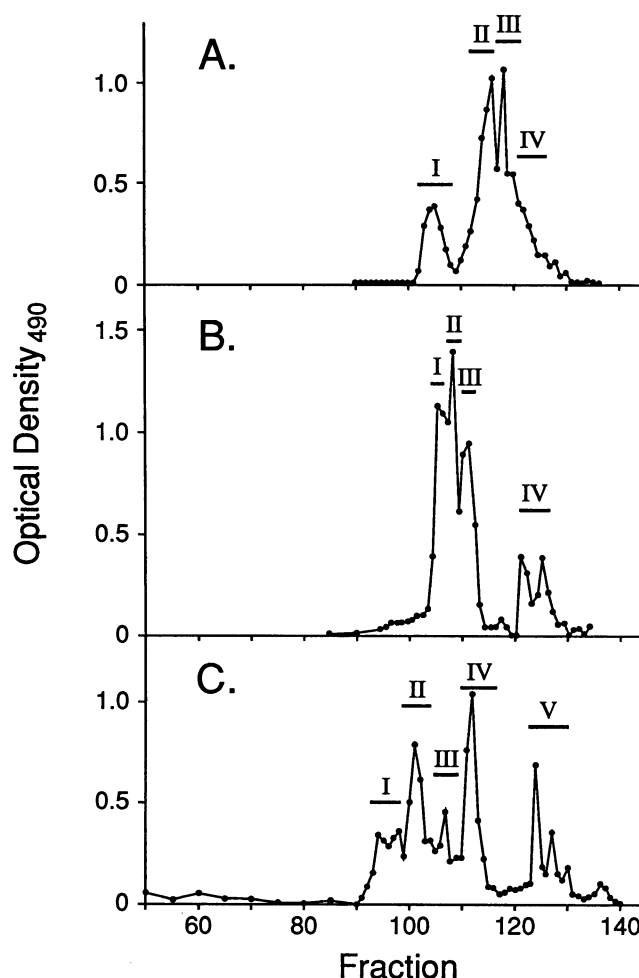 A.
I II III IV
1.0
0.5
0
B.
I II III IV
1.5
1.0
0.5
0
C.
I II III IV V
1.0
0.5
0
60 80 100 120 140
Fraction
Optical Density490